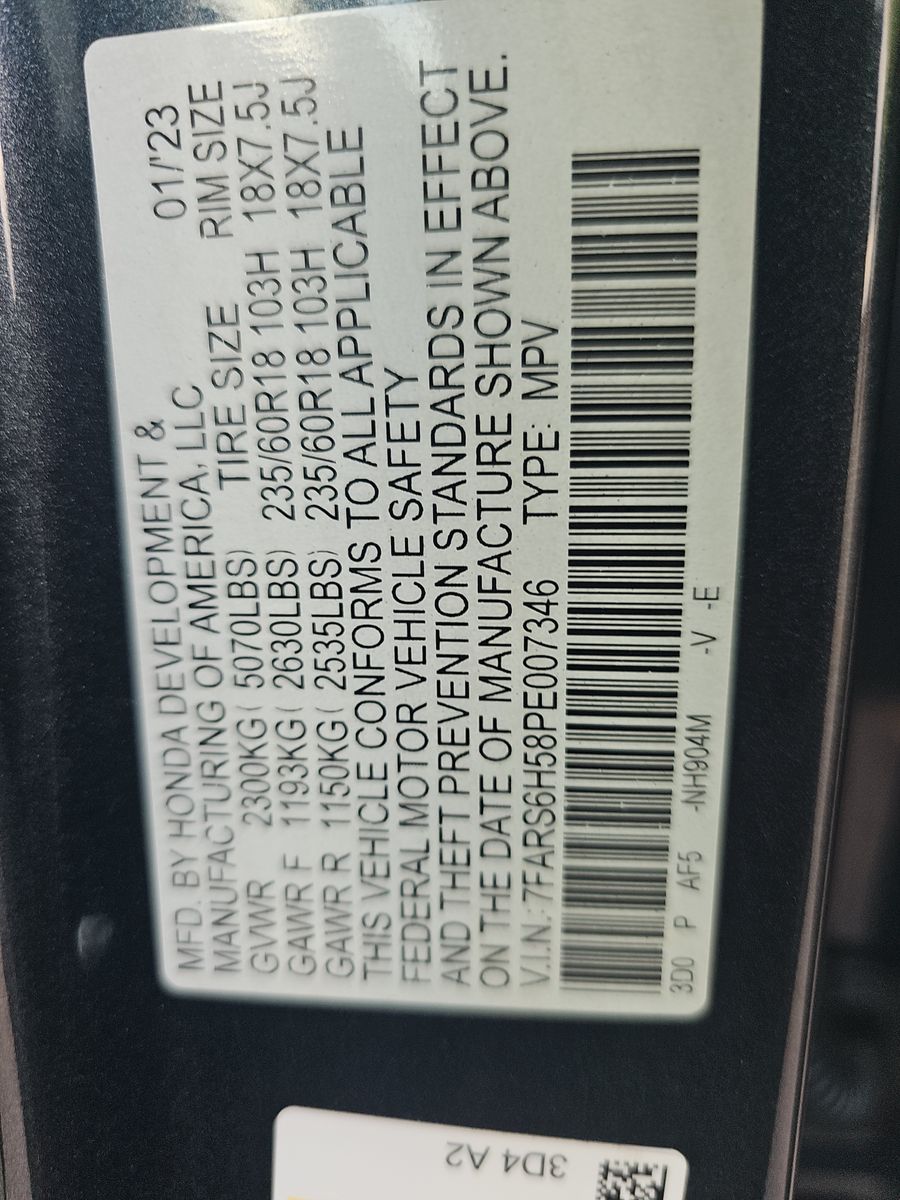 MFD. BY HONDA DEVELOPMENT & 01/'23
MANUFACTURING OF AMERICA, LLC
TIRE SIZE RIM SIZE
GVWR 2300KG( 5070LBS)
GAWR F 1193KG( 2630LBS) 235/60R18 103H 18X7.5J
GAWR R 1150KG( 2535LBS) 235/60R18 103H 18X7.5J
THIS VEHICLE CONFORMS TO ALL APPLICABLE
FEDERAL MOTOR VEHICLE SAFETY
AND THEFT PREVENTION STANDARDS IN EFFECT
ON THE DATE OF MANUFACTURE SHOWN ABOVE.
V.I.N.: 7FARS6H58PE007346 TYPE: MPV
3D0 P AF5 -NH904M -V -E
3D4 A2